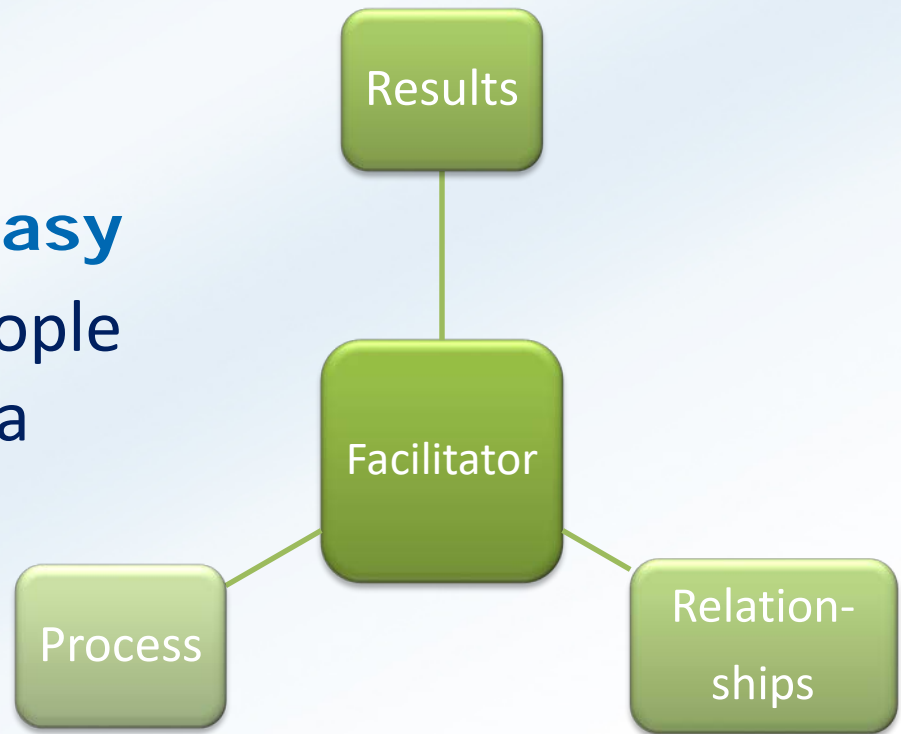 Results
asy
ople
a
Facilitator
Process
Relation-
ships